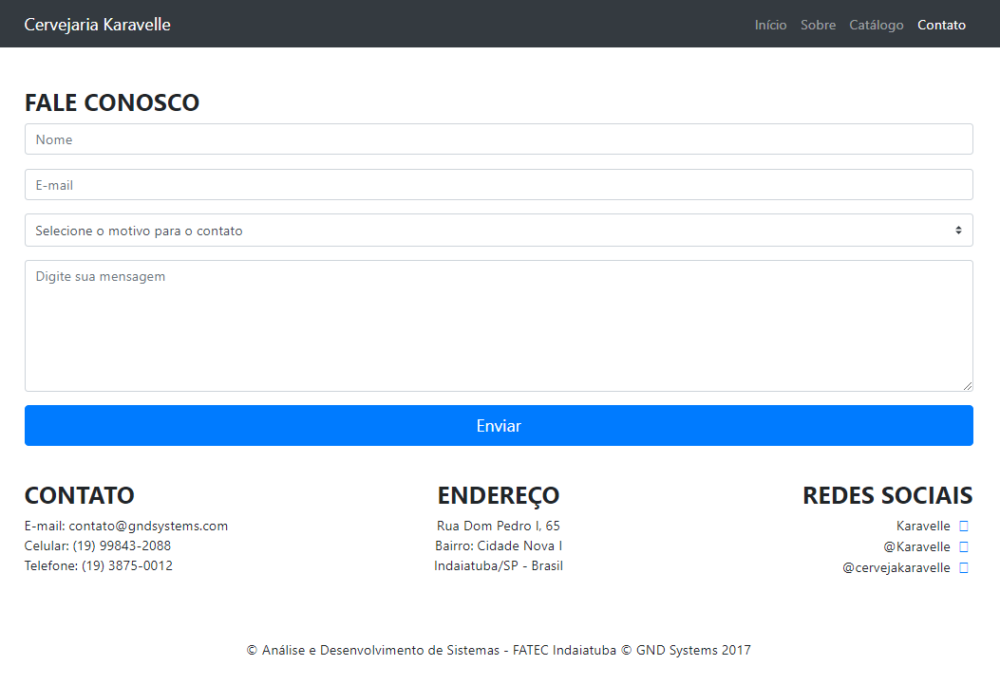 Cervejaria Karavelle
Início Sobre Catálogo Contato
FALE CONOSCO
Nome
E-mail
Selecione o motivo para o contato
Digite sua mensagem
Enviar
CONTATO
E-mail: contato@gndsystems.com
Celular: (19) 99843-2088
Telefone: (19) 3875-0012
ENDEREÇO
Rua Dom Pedro I, 65
Bairro: Cidade Nova I
Indaiatuba/SP - Brasil
REDES SOCIAIS
Karavelle
@Karavelle
@cervejakaravelle
© Análise e Desenvolvimento de Sistemas - FATEC Indaiatuba © GND Systems 2017